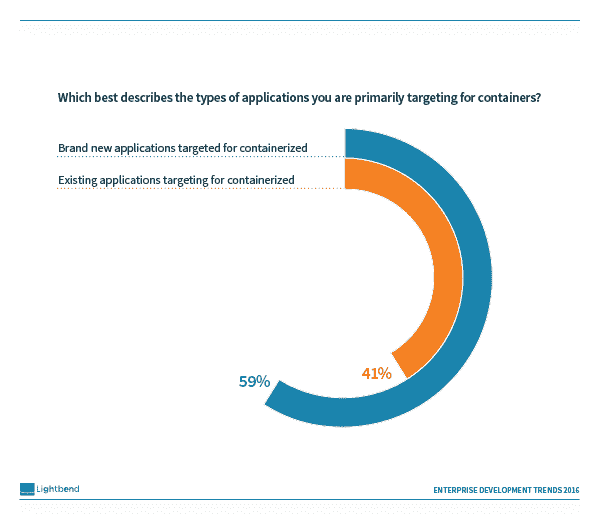 Which best describes the types of applications you are primarily targeting for containers?
Brand new applications targeted for containerized
Existing applications targeting for containerized
41%
59%
Lightbend
ENTERPRISE DEVELOPMENT TRENDS 2016